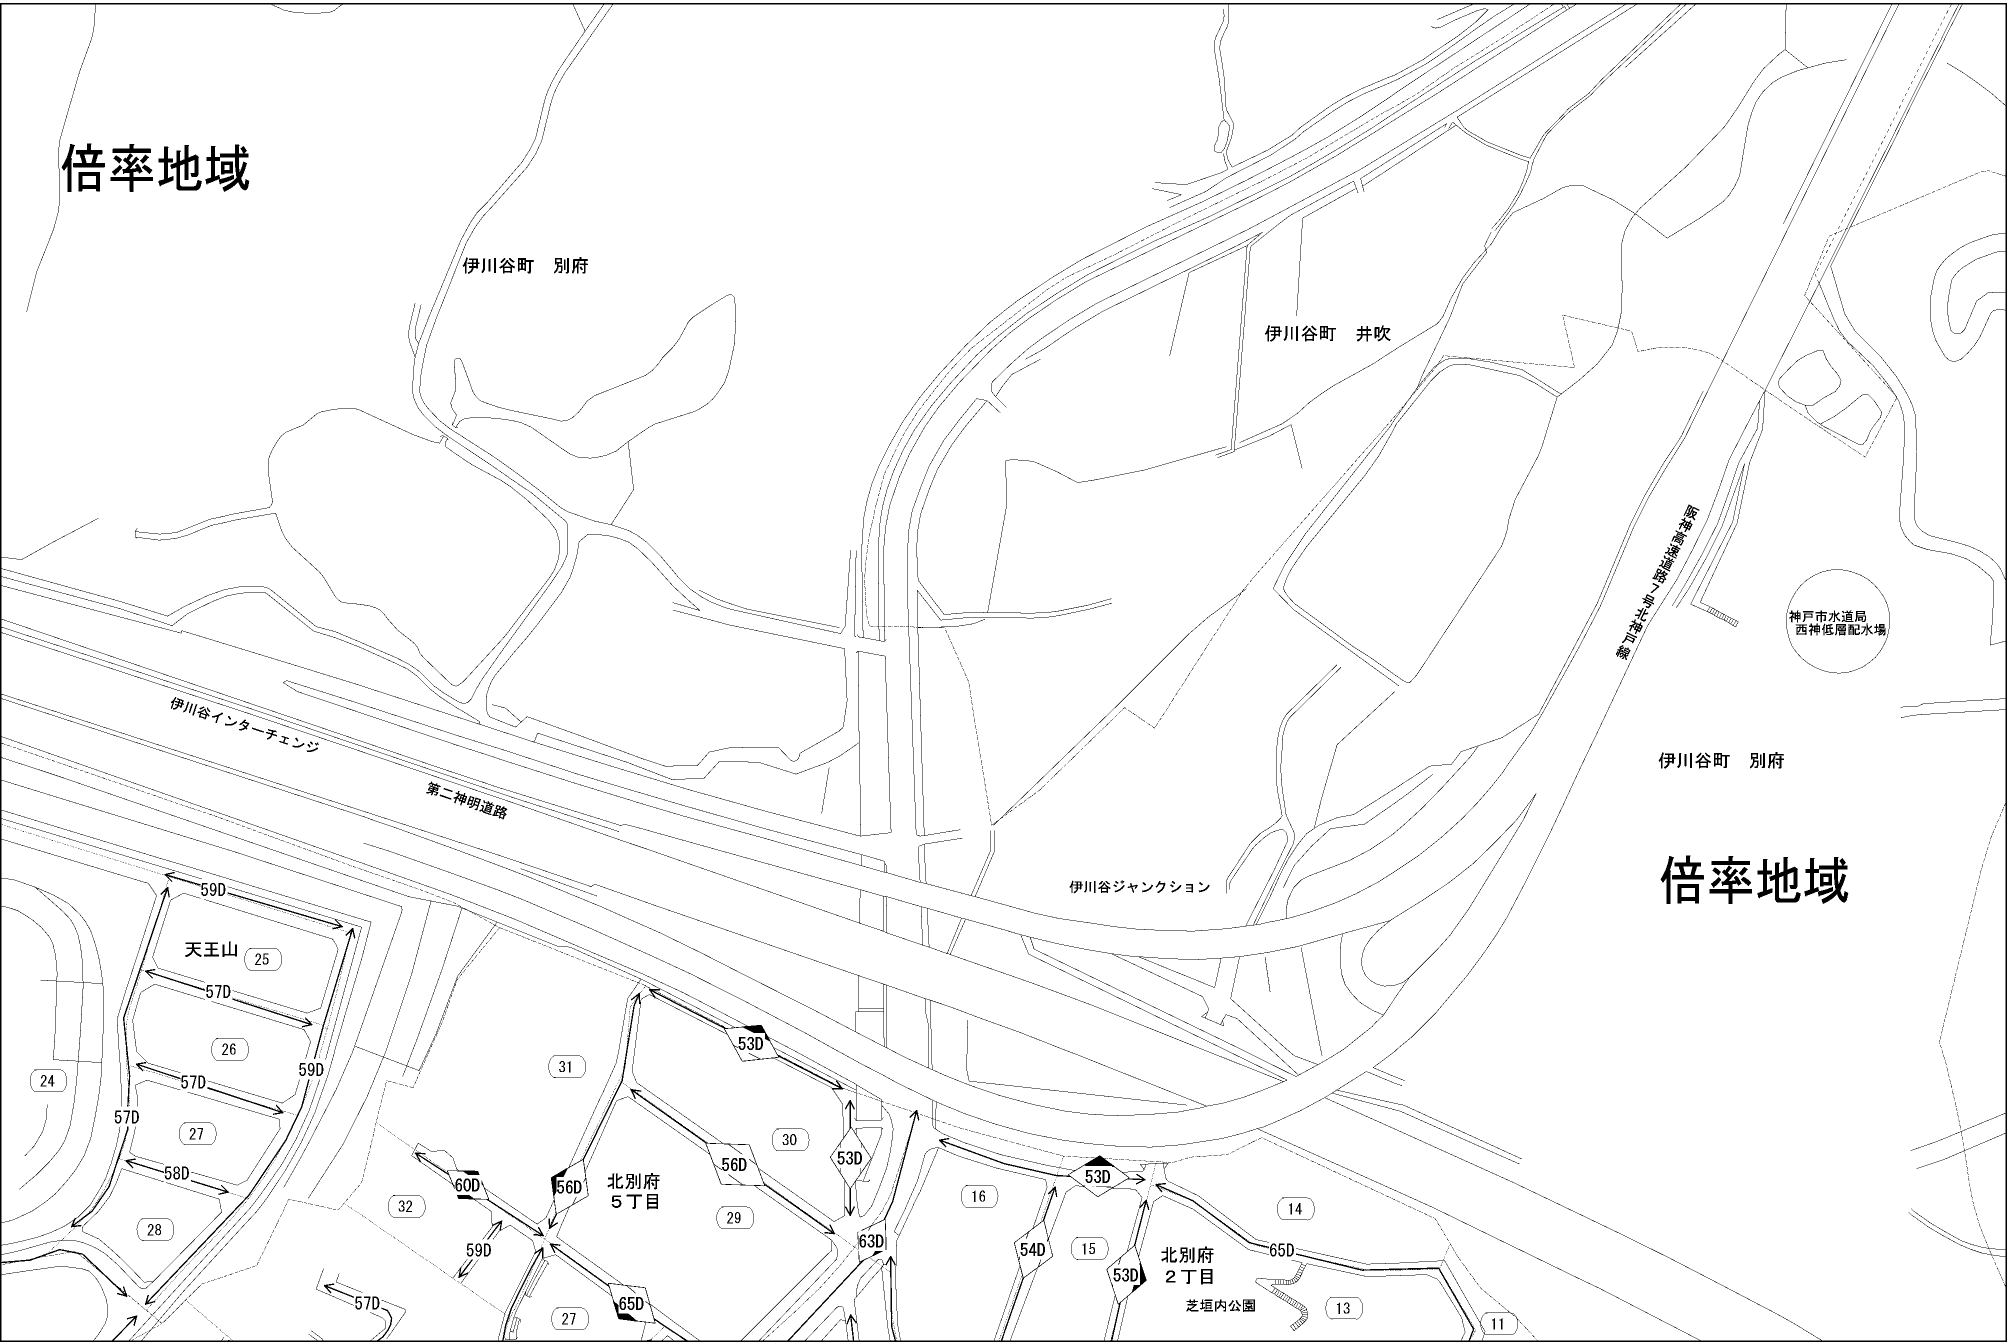 倍率地域
伊川谷町　別府
伊川谷町　井吹
阪神高速道路7号北神戸線
神戸市水道局
西神低層配水場
伊川谷インターチェンジ
第二神明道路
伊川谷町　別府
倍率地域
伊川谷ジャンクション
59D
天王山
25
57D
26
59D
24
57D
57D
27
58D
28
57D
31
53D
30
53D
56D
56D
60D
北別府
５丁目
32
29
59D
63D
65D
27
53D
16
14
54D
15
65D
北別府
２丁目
53D
芝垣内公園
13
11